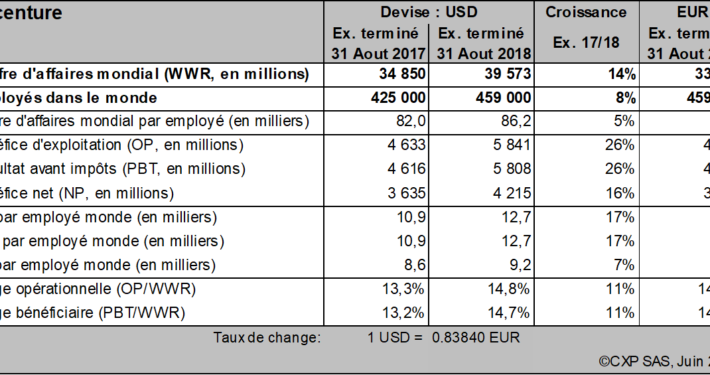 centure Devise : USD Croissance EUR
Ex. terminé Ex. terminé Ex. 17/18 Ex. term
31 Aout 2017 31 Aout 2018 31 Aout 2
ffre d'affaires mondial (WWR, en millions) 34 850 39 573 14% 33
ployés dans le monde 425 000 459 000 8% 459
re d'affaires mondial par employé (en milliers) 82,0 86,2 5%
éfice d'exploitation (OP, en millions) 4 633 5 841 26% 4
ultat avant impôts (PBT, en millions) 4 616 5 808 26% 4
éfice net (NP, en millions) 3 635 4 215 16% 3
par employé monde (en milliers) 10,9 12,7 17%
par employé monde (en milliers) 10,9 12,7 17%
par employé monde (en milliers) 8,6 9,2 7%
ge opérationnelle (OP/WWR) 13,3% 14,8% 11% 14
ge bénéficiaire (PBT/WWR) 13,2% 14,7% 11% 14
Taux de change: 1 USD = 0.83840 EUR
©CXP SAS, Juin 2